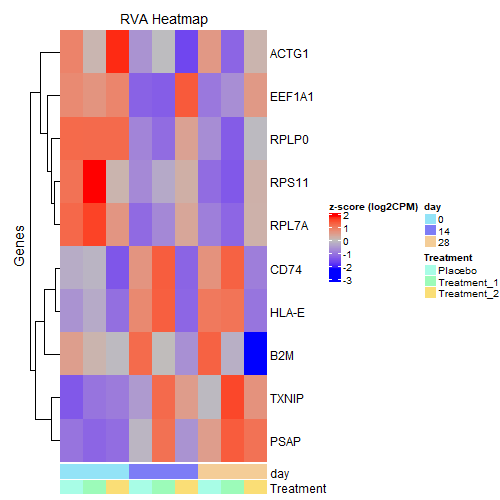 RVA Heatmap
Genes
ACTG1
EEF1A1
RPLP0
RPS11
RPL7A
CD74
HLA-E
B2M
TXNIP
PSAP
day
Treatment
z-score (log2CPM)
2
1
0
-1
-2
-3
day
0
14
28
Treatment
Placebo
Treatment_1
Treatment_2